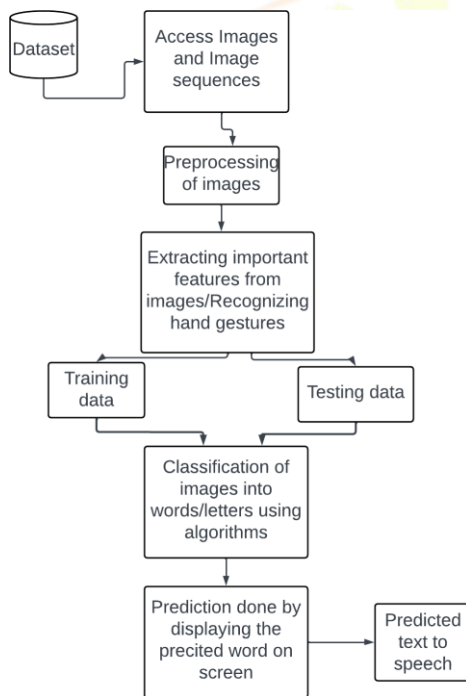 Dataset
Access Images
and Image
sequences
Preprocessing
of images
Extracting important
features from
images/Recognizing
hand gestures
Training
data
Testing data
Classification of
images into
words/letters using
algorithms
Prediction done by
displaying the
precited word on
screen
Predicted
text to
speech